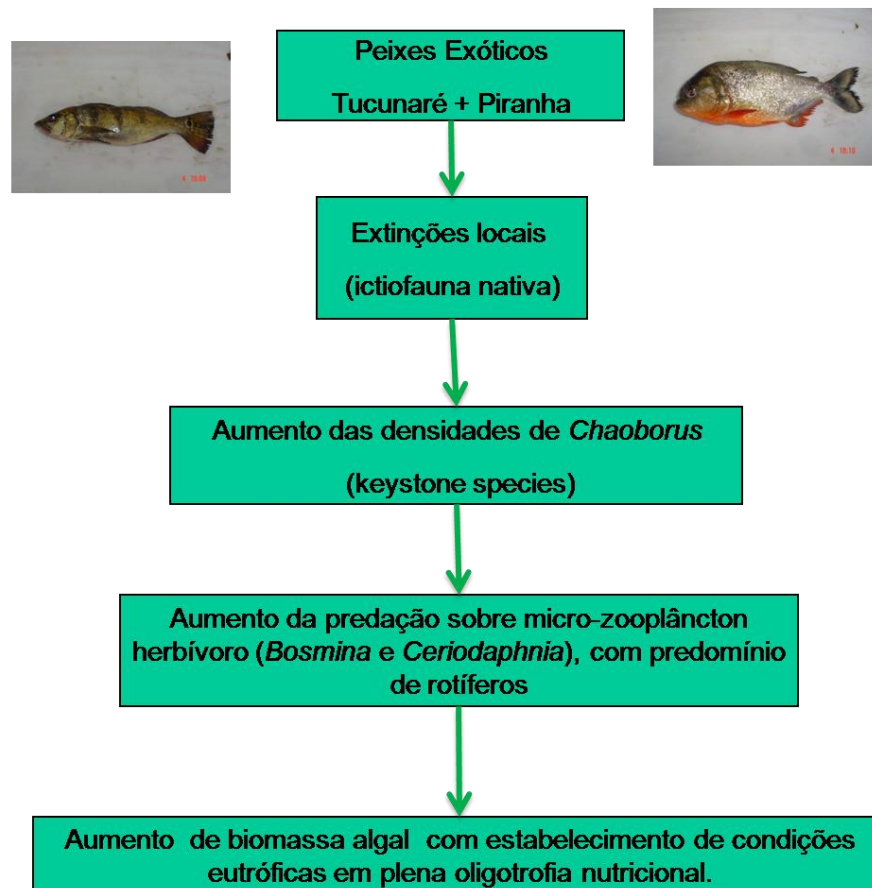 Peixes Exóticos
Tucunaré + Piranha
Extinções locais
(ictiofauna nativa)
Aumento das densidades de Chaoborus
(keystone species)
Aumento da predação sobre micro-zooplâncton
herbívoro (Bosmina e Ceriodaphnia), com predomínio
de rotíferos
Aumento de biomassa algal com estabelecimento de condições
eutróficas em plena oligotrofia nutricional.